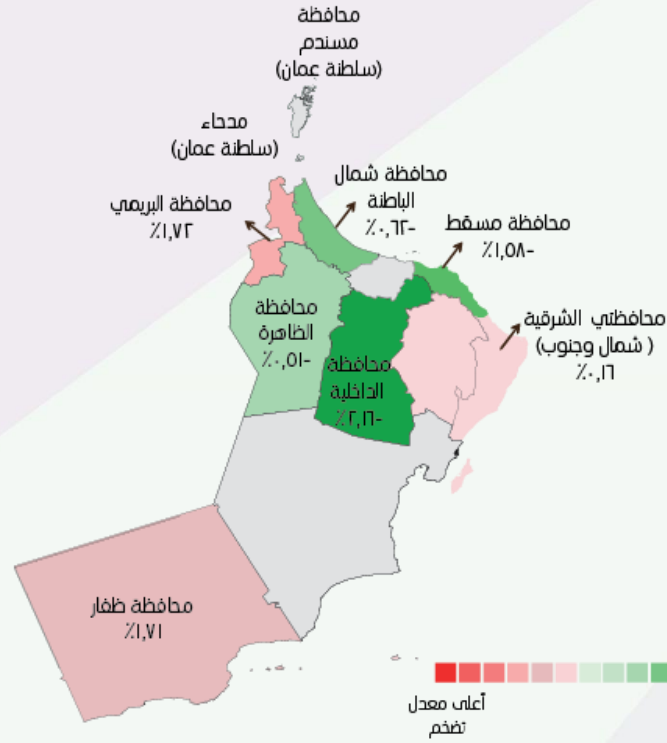 محافظة
مسندم
(سلطنة عمان)
مدحاء
(سلطنة عمان)
محافظة شمال
الباطنة
-٠,٦٢٪
محافظة البريمي
١,٧٢٪
محافظة مسقط
-١,٥٨٪
محافظتي الشرقية
( شمال وجنوب)
٠,١٦٪
محافظة
الظاهرة
-٠,٥١٪
محافظة
الداخلية
-٢,١٦٪
محافظة ظفار
١,٧١٪
أعلى معدل
تضخم